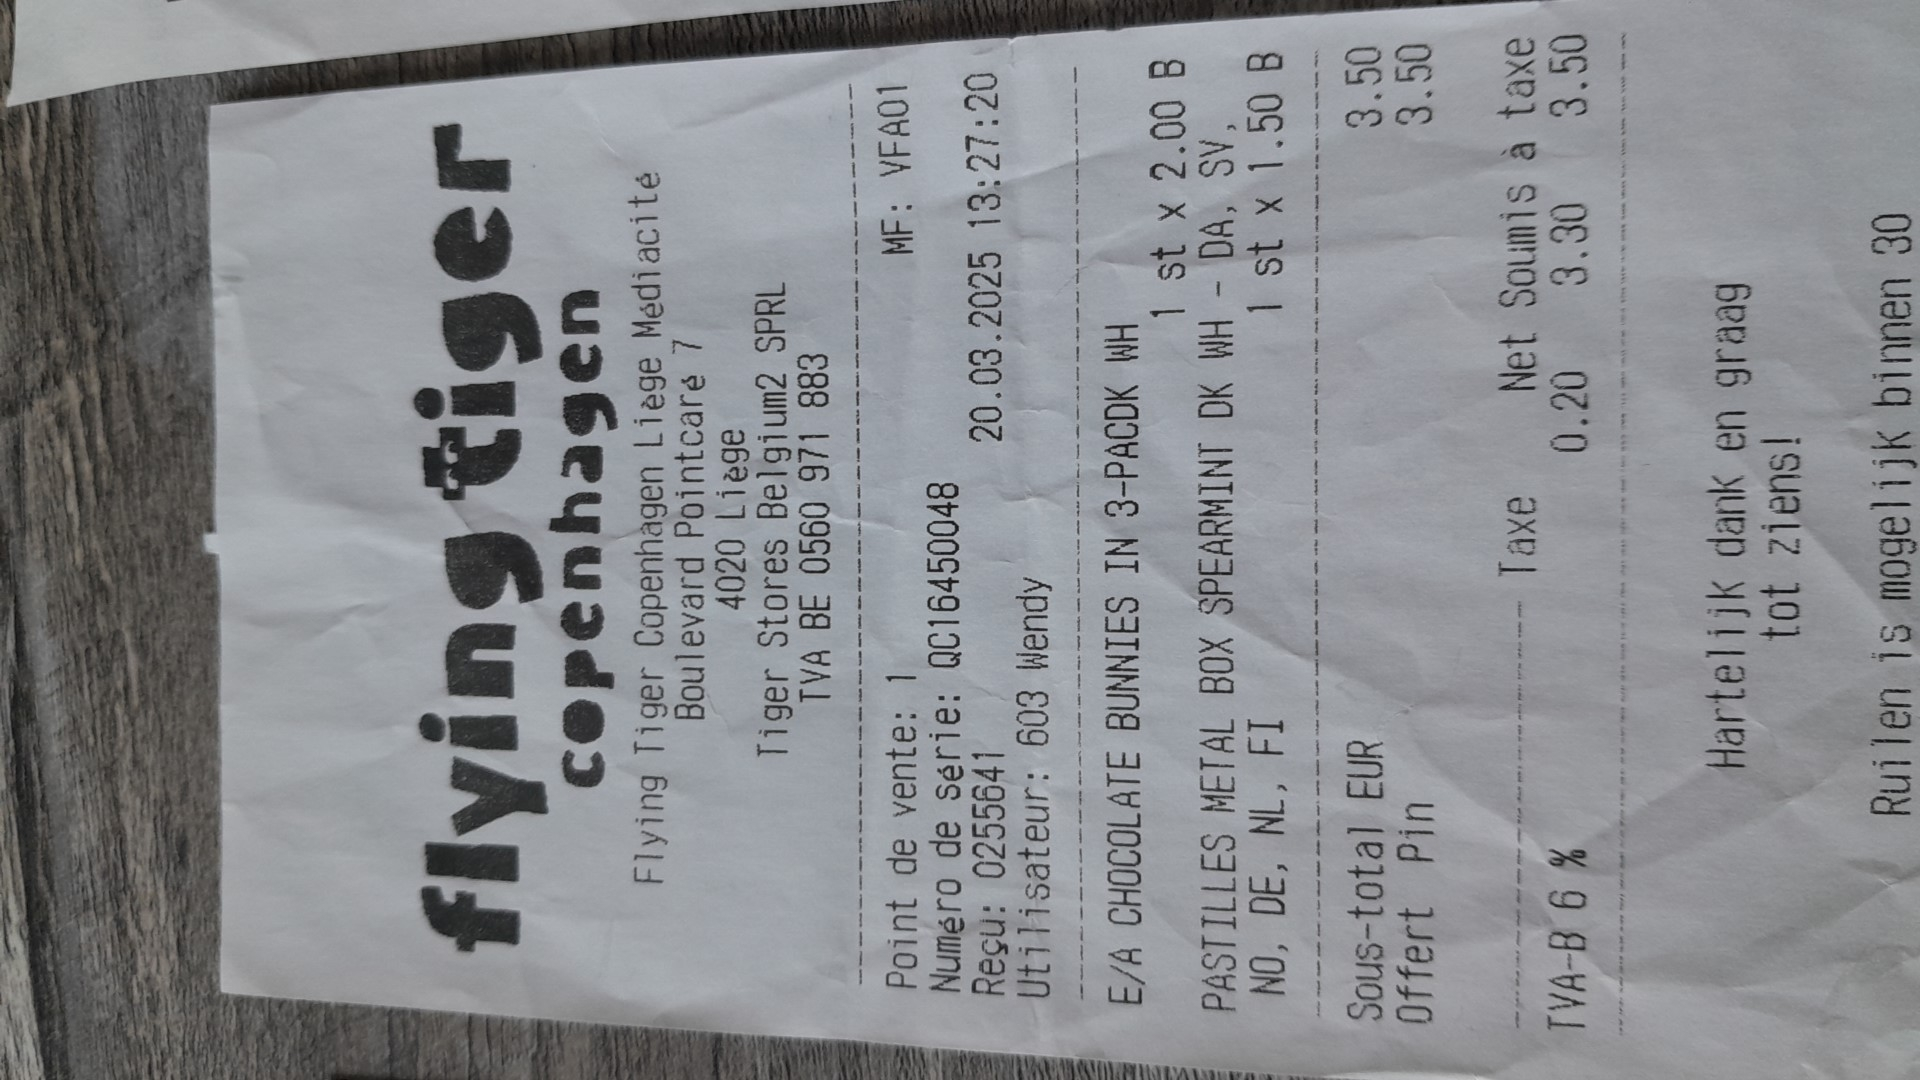 flying tiger
copenhagen
Flying Tiger Copenhagen Liège Médiacité
Boulevard Pointcaré 7
4020 Liège
Tiger Stores Belgium2 SPRL
TVA BE 0560 971 883
Point de vente: 1 MF: VFA01
Numéro de série: QC16450048
Reçu: 0255641 20.03.2025 13:27:20
Utilisateur: 603 Wendy
E/A CHOCOLATE BUNNIES IN 3-PACDK WH
1 st x 2.00 B
PASTILLES METAL BOX SPEARMINT DK WH - DA, SV,
NO, DE, NL, FI 1 st x 1.50 B
Sous-total EUR 3.50
Offert Pin 3.50
Taxe Net Soumis à taxe
TVA-B 6 % 0.20 3.30 3.50
Hartelijk dank en graag
tot ziens!
Ruilen is mogelijk binnen 30